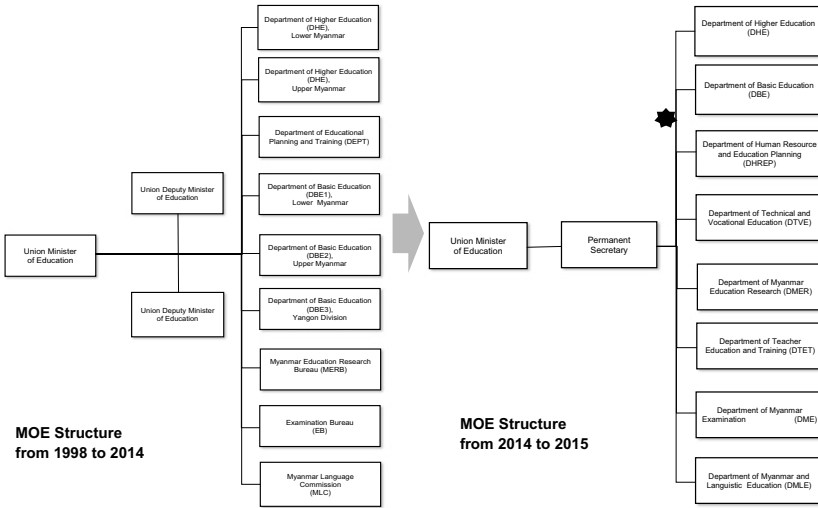 Department of Higher Education
(DHE),
Lower Myanmar
Department of Higher Education
(DHE),
Upper Myanmar
Department of Educational
Planning and Training (DEPT)
Union Deputy Minister
of Education
Department of Basic Education
(DBE1),
Lower Myanmar
Union Minister
of Education
Department of Basic Education
(DBE2),
Upper Myanmar
Union Deputy Minister
of Education
Department of Basic Education
(DBE3),
Yangon Division
Myanmar Education Research
Bureau (MERB)
Examination Bureau
(EB)
Myanmar Language
Commission
(MLC)
MOE Structure
from 1998 to 2014
Union Minister
of Education
Permanent
Secretary
Department of Higher Education
(DHE)
Department of Basic Education
(DBE)
Department of Human Resource
and Education Planning
(DHREP)
Department of Technical and
Vocational Education (DTVE)
Department of Myanmar
Education Research (DMER)
Department of Teacher
Education and Training (DTET)
Department of Myanmar
Examination (DME)
Department of Myanmar and
Linguistic Education (DMLE)
MOE Structure
from 2014 to 2015